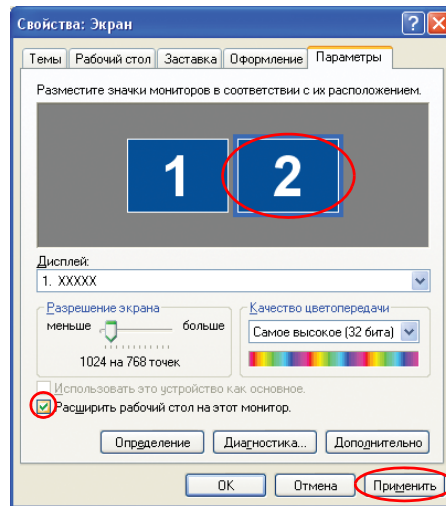 Свойства: Экран
Темы Рабочий стол Заставка Оформление Параметры
Разместите значки мониторов в соответствии с их расположением.
1 2
Дисплей:
1. XXXXX
Разрешение экрана Качество цветопередачи
меньше больше Самое высокое (32 бита)
1024 на 768 точек
Использовать это устройство как основное.
Расширить рабочий стол на этот монитор.
Определение Диагностика... Дополнительно
OK Отмена Применить